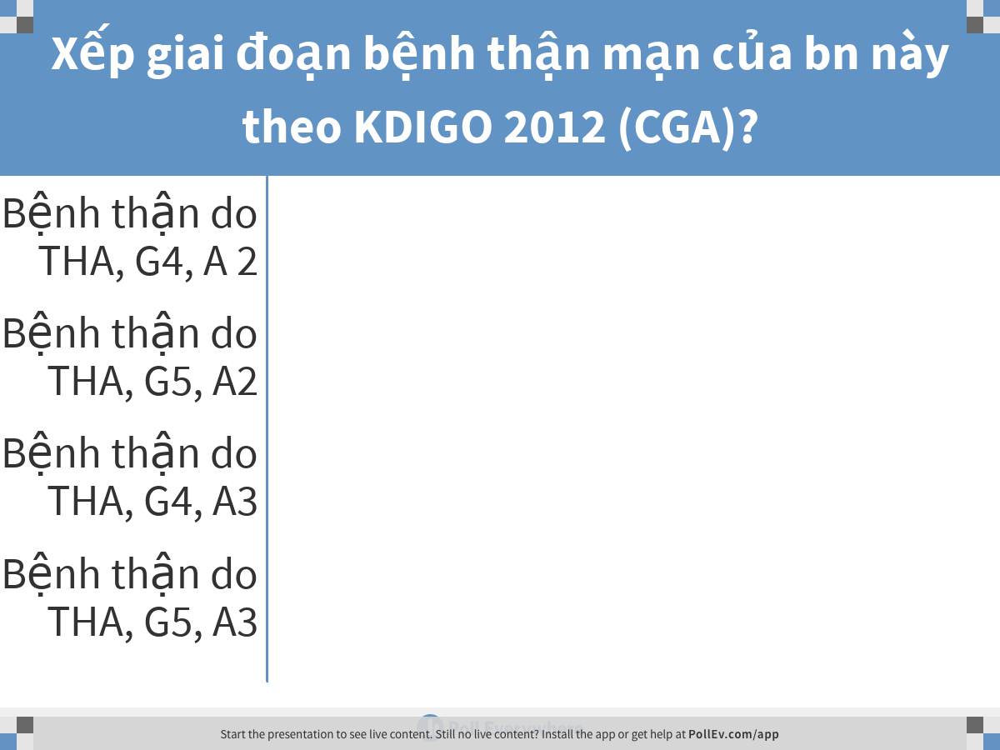 Xếp giai đoạn bệnh thận mạn của bn này
theo KDIGO 2012 (CGA)?
Bệnh thận do
THA, G4, A 2
Bệnh thận do
THA, G5, A2
Bệnh thận do
THA, G4, A3
Bệnh thận do
THA, G5, A3
Poll Everywhere
Start the presentation to see live content. Still no live content? Install the app or get help at PollEv.com/app